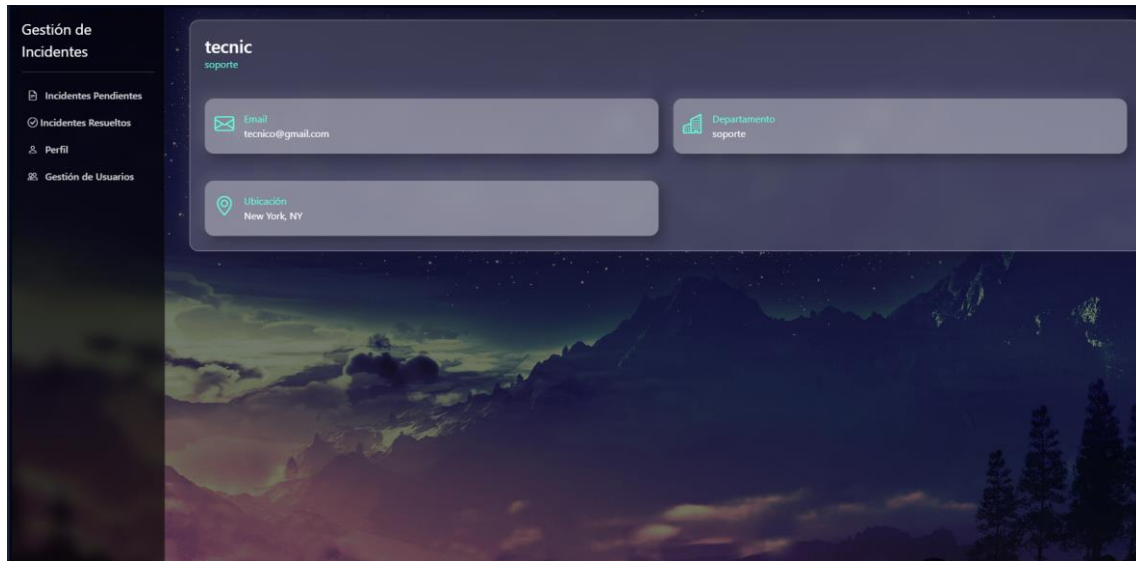 Gestión de
Incidentes
Incidentes Pendientes
Incidentes Resueltos
Perfil
Gestión de Usuarios
tecnic
soporte
Email
tecnico@gmail.com
Departamento
soporte
Ubicación
New York, NY